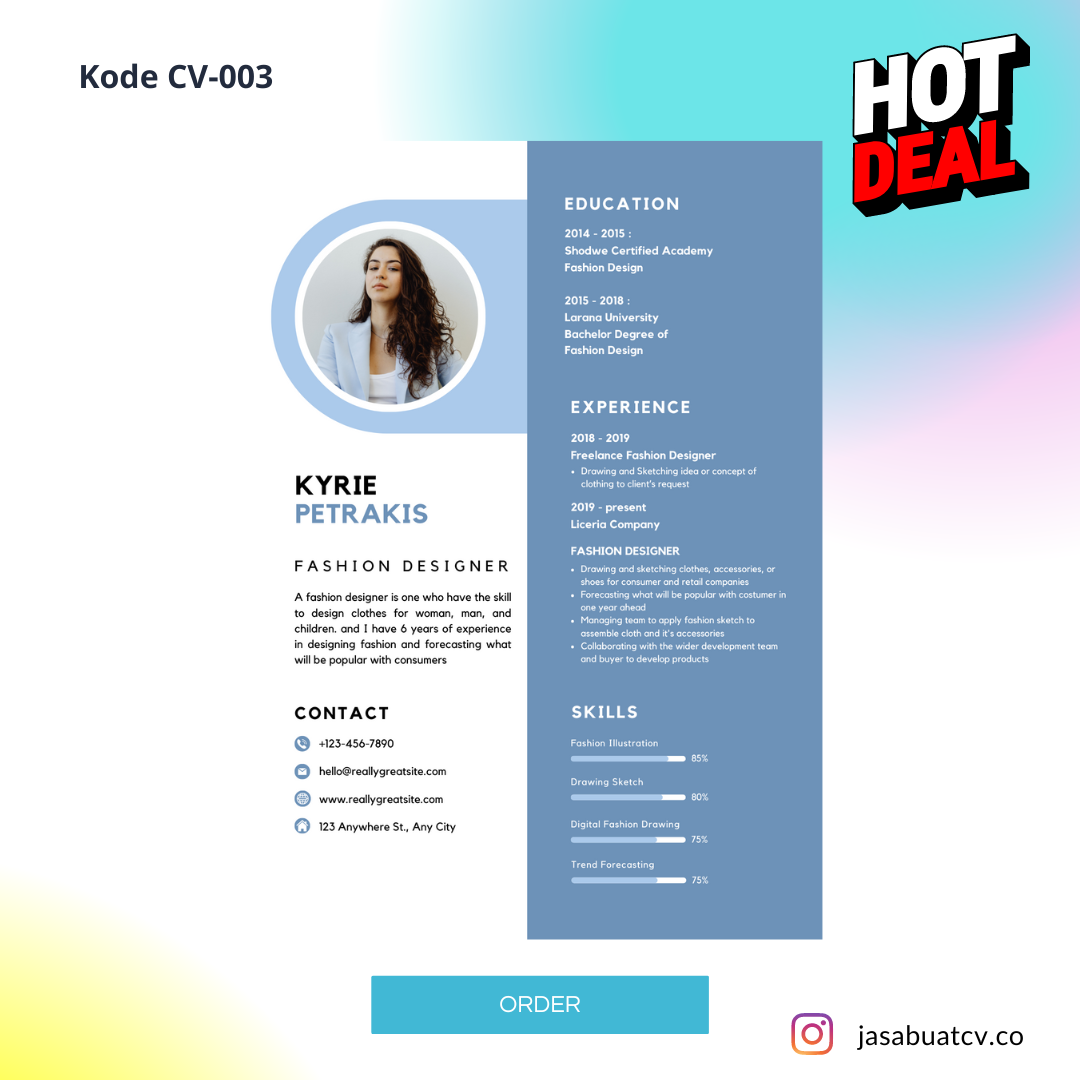 Kode CV-003
HOT
DEAL
KYRIE
PETRAKIS
FASHION DESIGNER
A fashion designer is one who have the skill
to design clothes for woman, man, and
children. and I have 6 years of experience
in designing fashion and forecasting what
will be popular with consumers
CONTACT
+123-456-7890
hello@reallygreatsite.com
www.reallygreatsite.com
123 Anywhere St., Any City
EDUCATION
2014 - 2015 :
Shodwe Certified Academy
Fashion Design
2015 - 2018 :
Larana University
Bachelor Degree of
Fashion Design
EXPERIENCE
2018 - 2019
Freelance Fashion Designer
• Drawing and Sketching idea or concept of
clothing to client's request
2019 - present
Liceria Company
FASHION DESIGNER
• Drawing and sketching clothes, accessories, or
shoes for consumer and retail companies
• Forecasting what will be popular with costumer in
one year ahead
• Managing team to apply fashion sketch to
assemble cloth and it's accessories
• Collaborating with the wider development team
and buyer to develop products
SKILLS
Fashion Illustration
85%
Drawing Sketch
80%
Digital Fashion Drawing
75%
Trend Forecasting
75%
ORDER
jasabuatcv.co